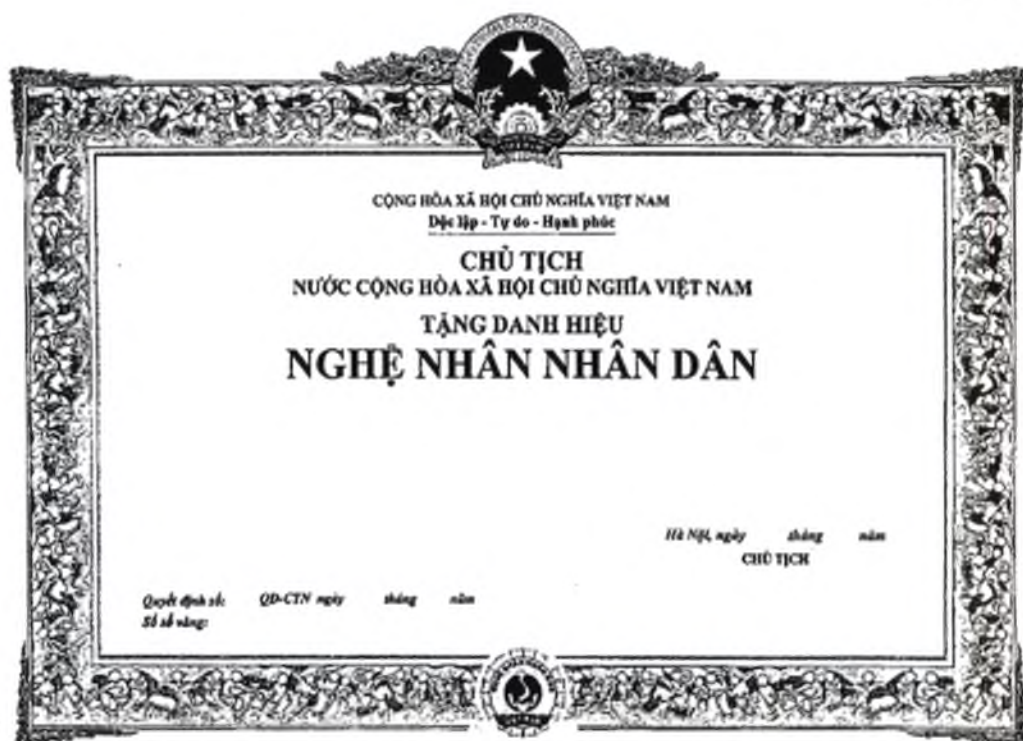 CỘNG HÒA XÃ HỘI CHỦ NGHĨA VIỆT NAM
Độc lập - Tự do - Hạnh phúc
CHỦ TỊCH
NƯỚC CỘNG HÒA XÃ HỘI CHỦ NGHĨA VIỆT NAM
TẶNG DANH HIỆU
NGHỆ NHÂN NHÂN DÂN
Hà Nội, ngày tháng năm
CHỦ TỊCH
Quyết định số: QĐ-CTN ngày tháng năm
Số sổ vàng: